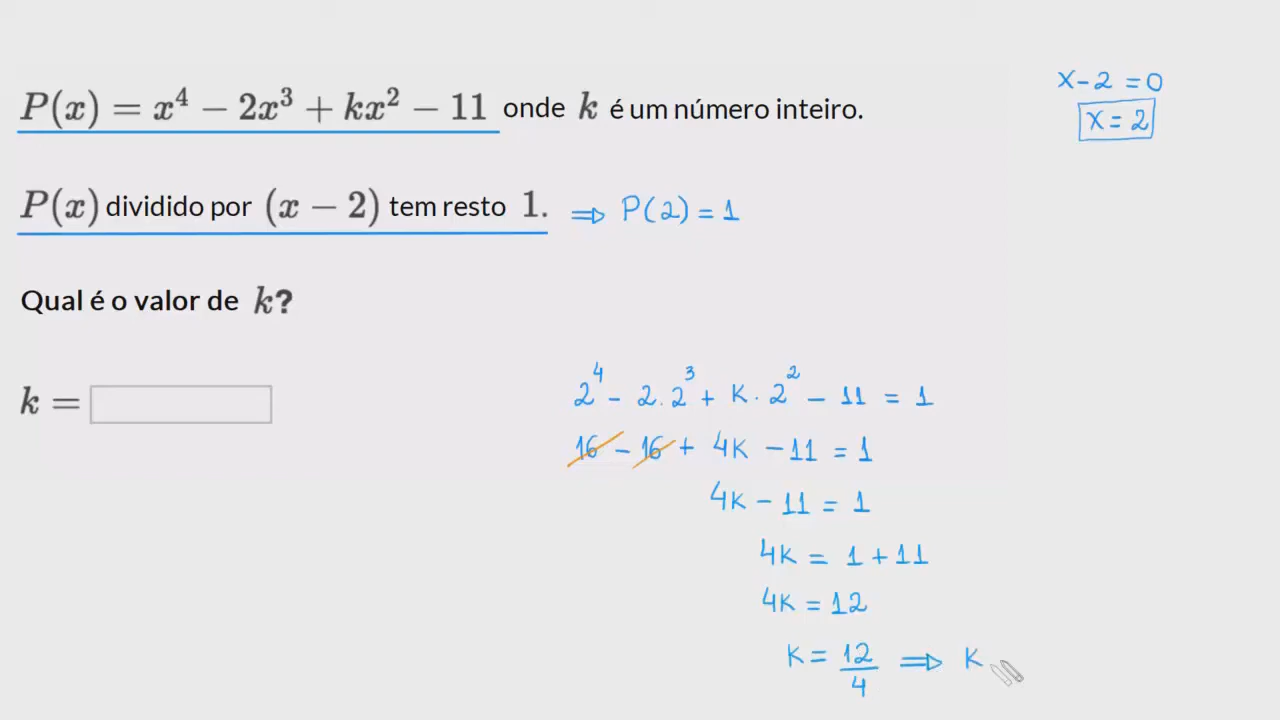 P(x) = x⁴ − 2x³ + kx² − 11 onde k é um número inteiro.
x - 2 = 0
x = 2
P(x) dividido por (x − 2) tem resto 1. ⇒ P(2) = 1
Qual é o valor de k?
k =
2⁴ - 2.2³ + K.2² - 11 = 1
16 - 16 + 4K - 11 = 1
4K - 11 = 1
4K = 1 + 11
4K = 12
K = 12/4 ⇒ K